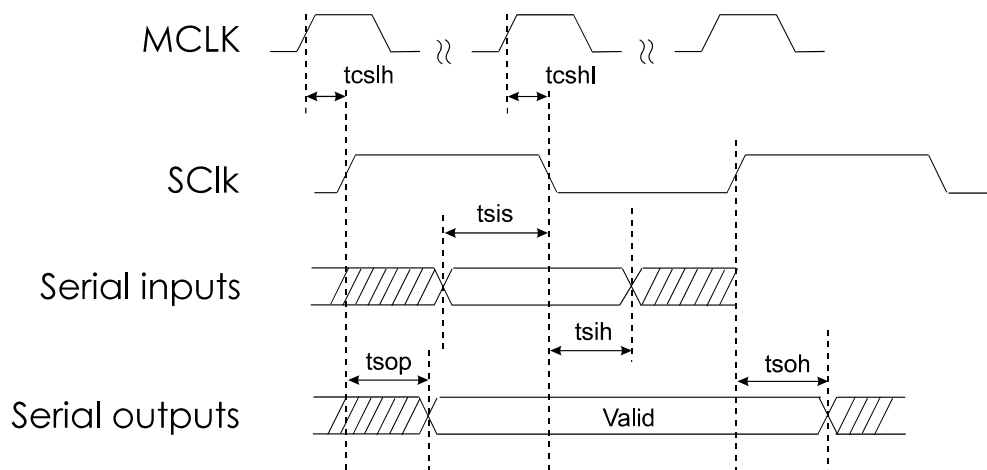 MCLK
tcslh
tcshl
SClk
tsis
Serial inputs
tsih
tsop
tsoh
Serial outputs
Valid